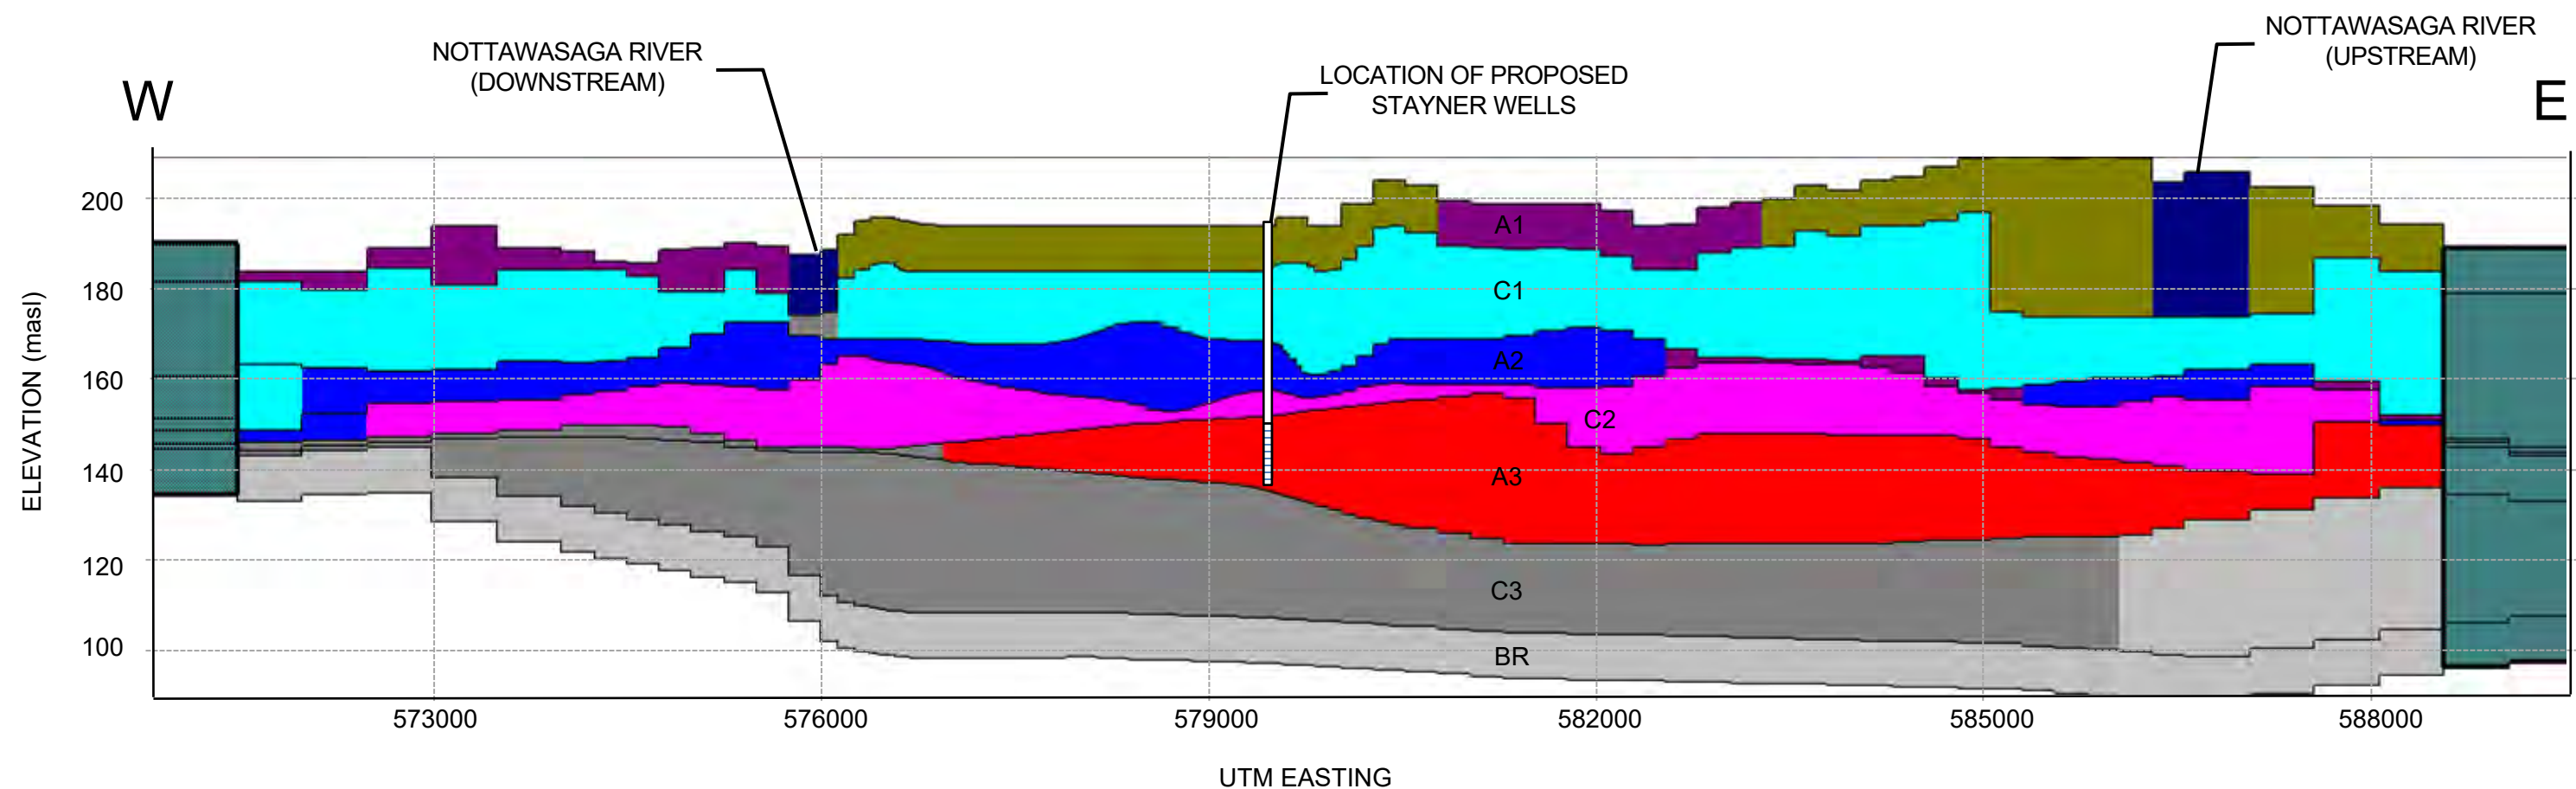 NOTTAWASAGA RIVER
(UPSTREAM)
NOTTAWASAGA RIVER
(DOWNSTREAM)
LOCATION OF PROPOSED
STAYNER WELLS
W
E
200
180
160
140
120
100
ELEVATION (masl)
A1
C1
A2
C2
A3
C3
BR
573000
576000
579000
582000
585000
588000
UTM EASTING